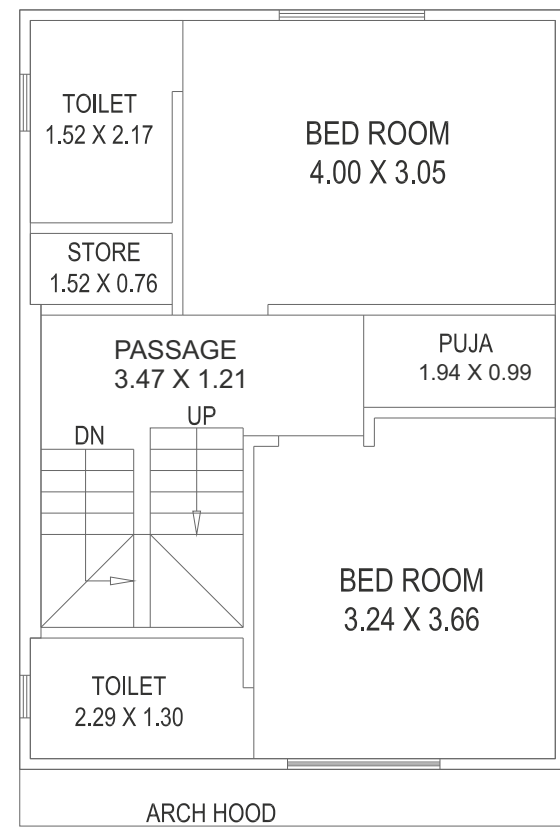 TOILET
1.52 X 2.17
BED ROOM
4.00 X 3.05
STORE
1.52 X 0.76
PASSAGE
3.47 X 1.21
PUJA
1.94 X 0.99
UP
DN
BED ROOM
3.24 X 3.66
TOILET
2.29 X 1.30
ARCH HOOD